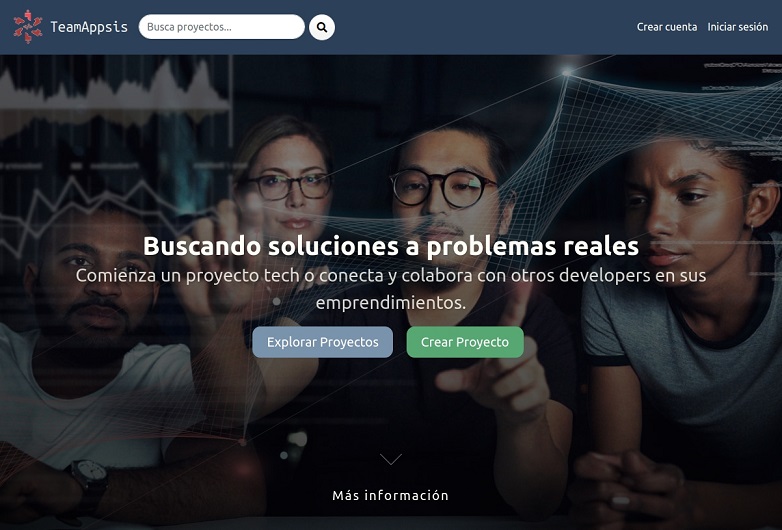 TeamAppsis
Busca proyectos...
Crear cuenta Iniciar sesión
Buscando soluciones a problemas reales
Comienza un proyecto tech o conecta y colabora con otros developers en sus
emprendimientos.
Explorar Proyectos Crear Proyecto
Más información